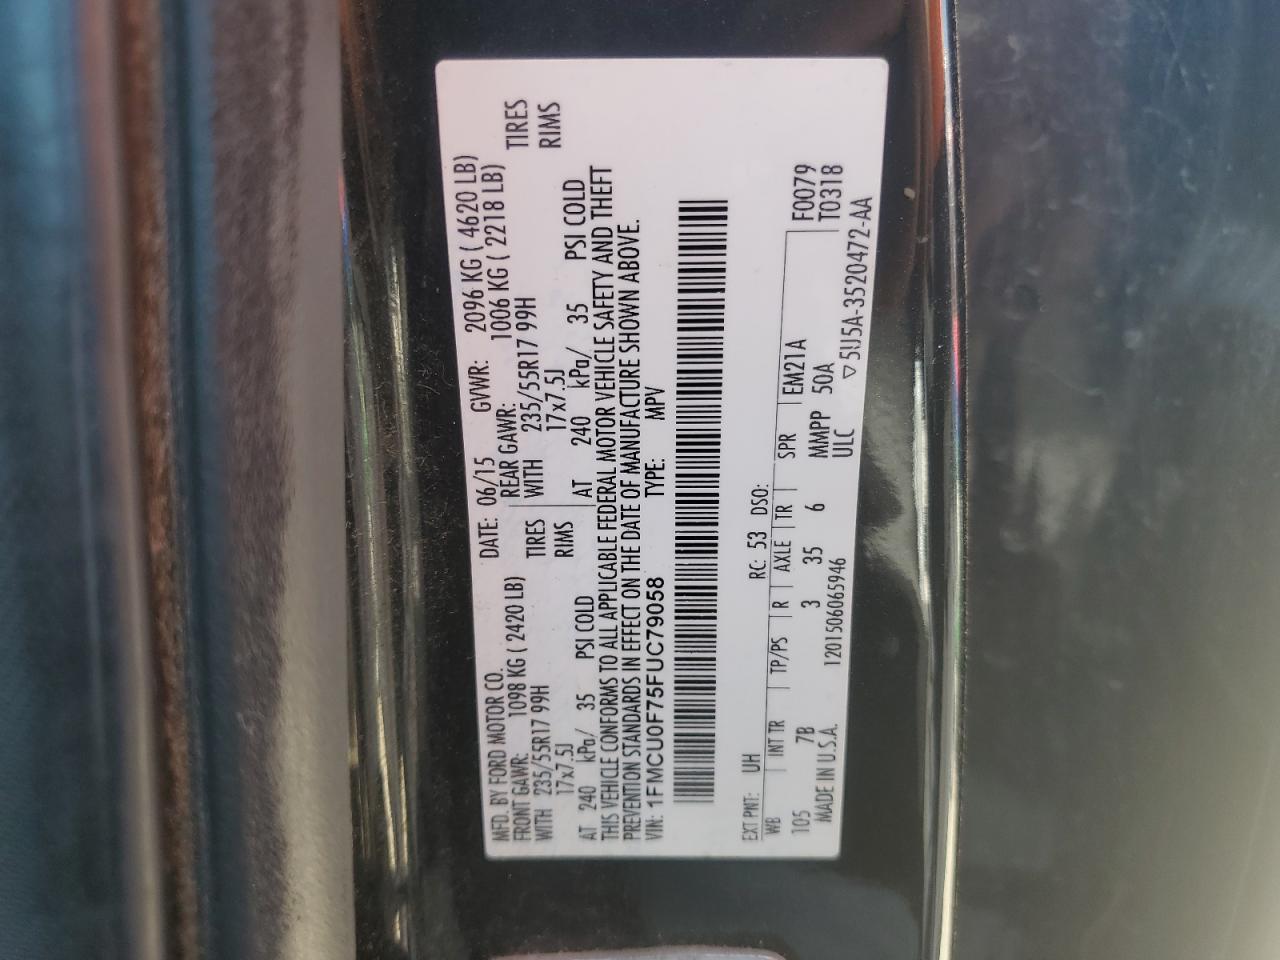 MFD. BY FORD MOTOR CO. DATE: 06/15 GVWR: 2096 KG ( 4620 LB)
FRONT GAWR: 1098 KG ( 2420 LB) REAR GAWR: 1006 KG ( 2218 LB)
WITH 235/55R17 99H TIRES WITH 235/55R17 99H TIRES
17x7.5J RIMS 17x7.5J RIMS
AT 240 kPa/ 35 PSI COLD AT 240 kPa/ 35 PSI COLD
THIS VEHICLE CONFORMS TO ALL APPLICABLE FEDERAL MOTOR VEHICLE SAFETY AND THEFT
PREVENTION STANDARDS IN EFFECT ON THE DATE OF MANUFACTURE SHOWN ABOVE.
VIN: 1FMCU0F75FUC79058 TYPE: MPV
EXT PNT: UH RC: 53 DSO:
WB INT TR TP/PS R AXLE TR SPR EM21A F0079
105 7B 3 35 6 MMPP 50A T0318
MADE IN U.S.A. 1201506065946 ULC ▽5U5A-3520472-AA